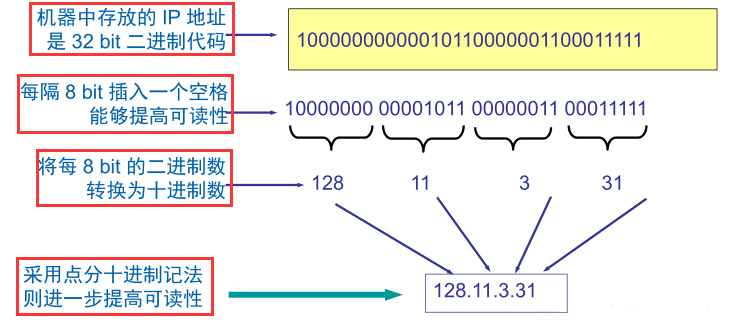 机器中存放的 IP 地址
是 32 bit 二进制代码
10000000000010110000001100011111
每隔 8 bit 插入一个空格
能够提高可读性
10000000 00001011 00000011 00011111
将每 8 bit 的二进制数
转换为十进制数
128 11 3 31
采用点分十进制记法
则进一步提高可读性
128.11.3.31